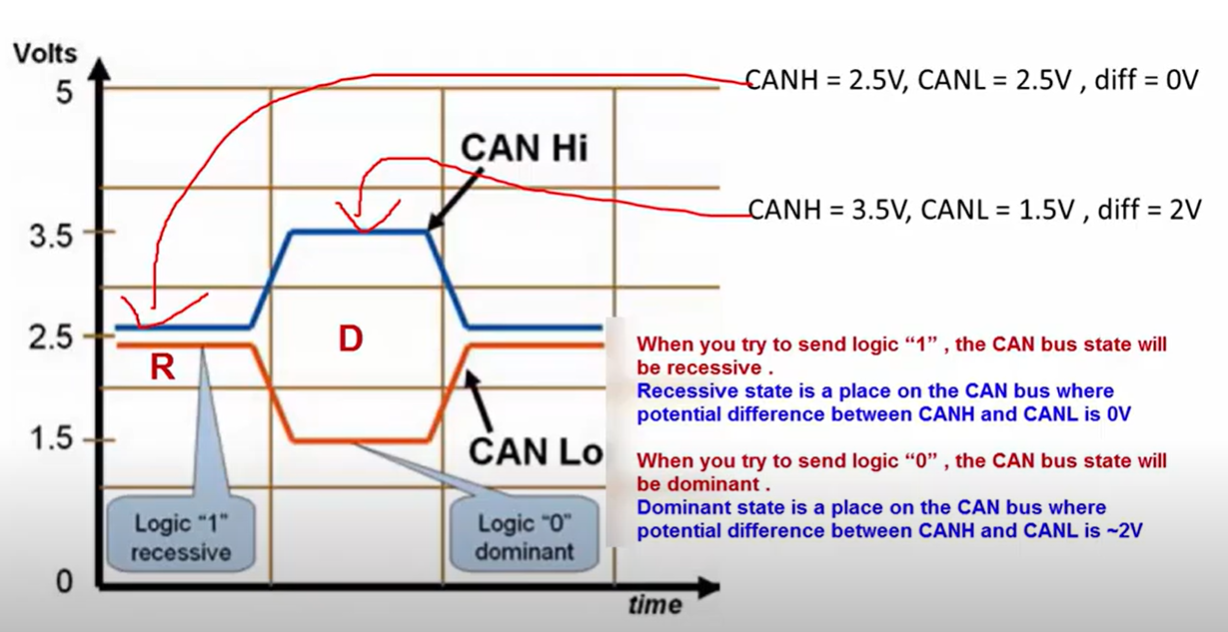 Volts
5
CANH = 2.5V, CANL = 2.5V , diff = 0V
CAN Hi
CANH = 3.5V, CANL = 1.5V , diff = 2V
3.5
2.5
R
D
When you try to send logic “1” , the CAN bus state will
be recessive .
Recessive state is a place on the CAN bus where
potential difference between CANH and CANL is 0V
1.5
CAN Lo
When you try to send logic “0” , the CAN bus state will
be dominant .
Dominant state is a place on the CAN bus where
potential difference between CANH and CANL is ~2V
Logic “1”
recessive
Logic “0”
dominant
0
time